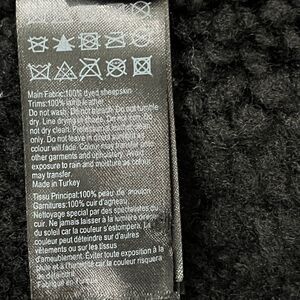 Main Fabric:100% dyed sheepskin
Trims:100% lamb leather
Do not wash. Do not bleach. Do not tumble
dry. Line drying in shade. Do not iron. Do
not dry clean. Professional leather clean
only. Do not leave in direct sunlight as
colour will fade. Colour may transfer onto
other garments and upholstery. Avoid
exposure to rain and moisture as colour
may transfer.
Made in Turkey
Tissu Principal:100% peau de mouton
Garnitures:100% cuir d'agneau
Nettoyage special par des spécialistes du
cuir. Ne jamais laisser à la lumière directe
du soleil car la couleur s'estompera. La
couleur peut déteindre sur d'autres
vêtements et
d'ameublement.
Éviter toute exposition à la
pluie et à l'humidité car la couleur risquera
de déteindre.
Fabriqué en Turquie